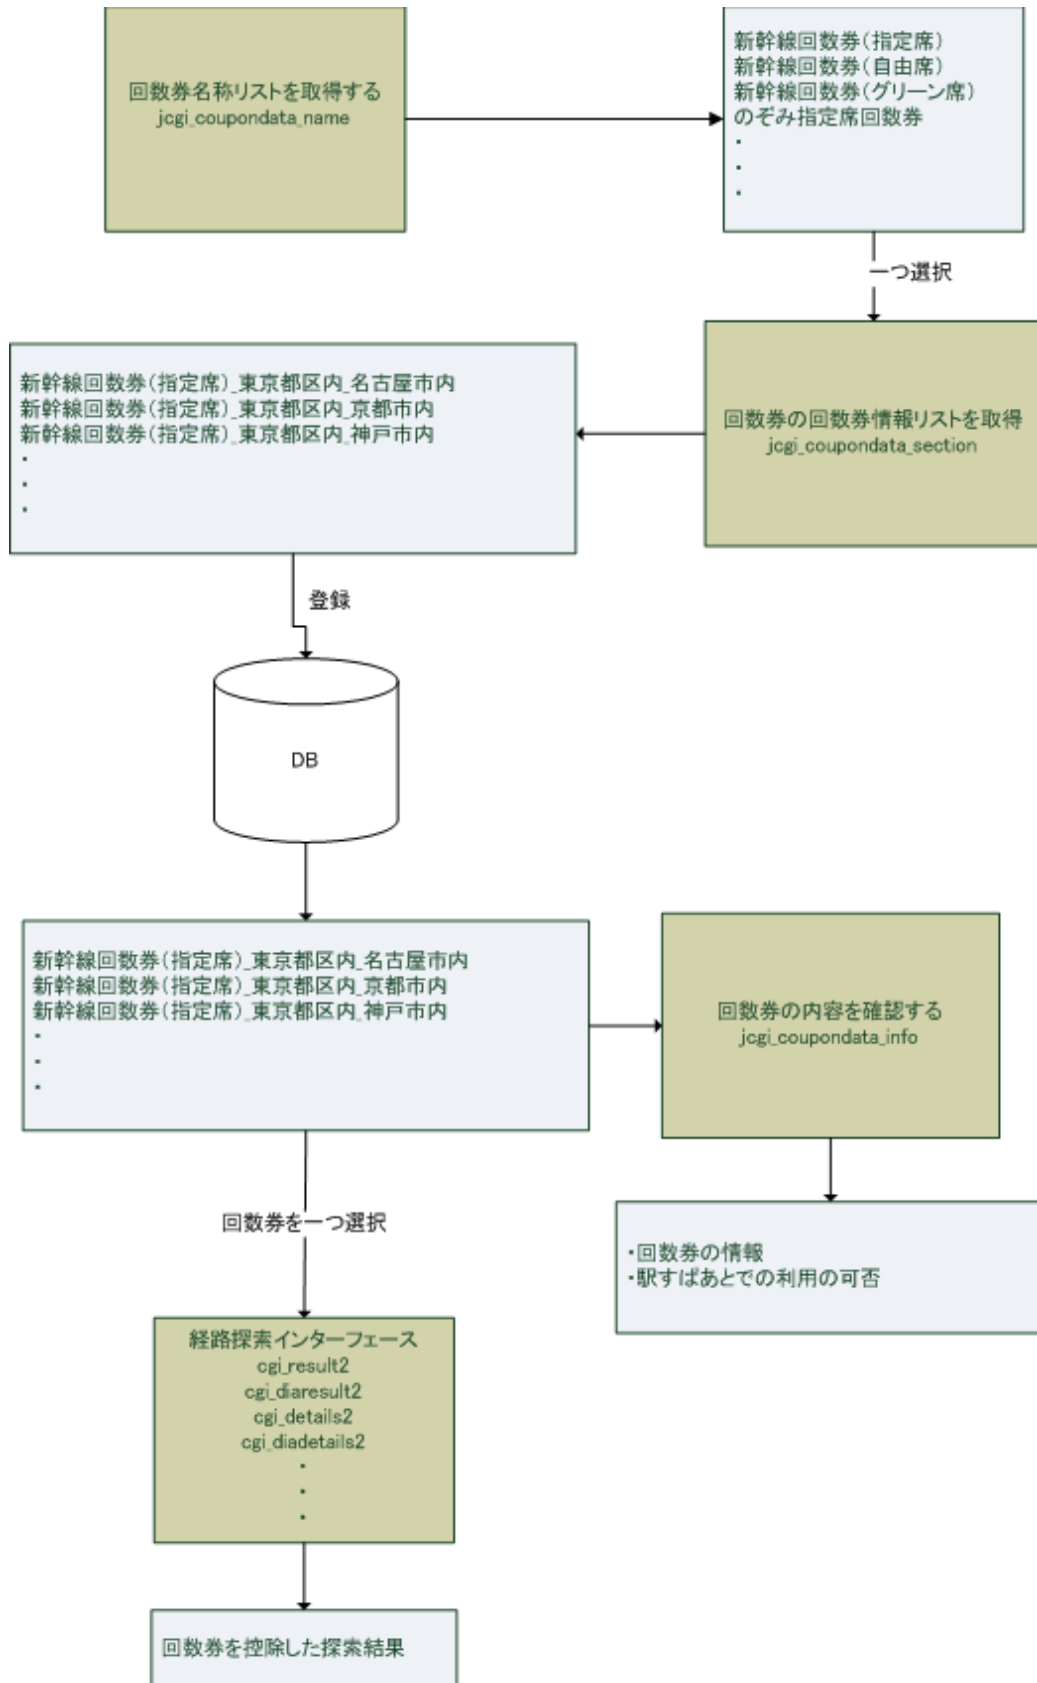 回数券名称リストを取得する
jcgi_coupondata_name
新幹線回数券(指定席)
新幹線回数券(自由席)
新幹線回数券(グリーン席)
のぞみ指定席回数券
・
・
・
一つ選択
回数券の回数券情報リストを取得
jcgi_coupondata_section
新幹線回数券(指定席)_東京都区内_名古屋市内
新幹線回数券(指定席)_東京都区内_京都市内
新幹線回数券(指定席)_東京都区内_神戸市内
・
・
・
登録
DB
新幹線回数券(指定席)_東京都区内_名古屋市内
新幹線回数券(指定席)_東京都区内_京都市内
新幹線回数券(指定席)_東京都区内_神戸市内
・
・
・
回数券の内容を確認する
jcgi_coupondata_info
・回数券の情報
・駅すぱあとでの利用の可否
回数券を一つ選択
経路探索インターフェース
cgi_result2
cgi_diaresult2
cgi_details2
cgi_diadetails2
・
・
・
回数券を控除した探索結果